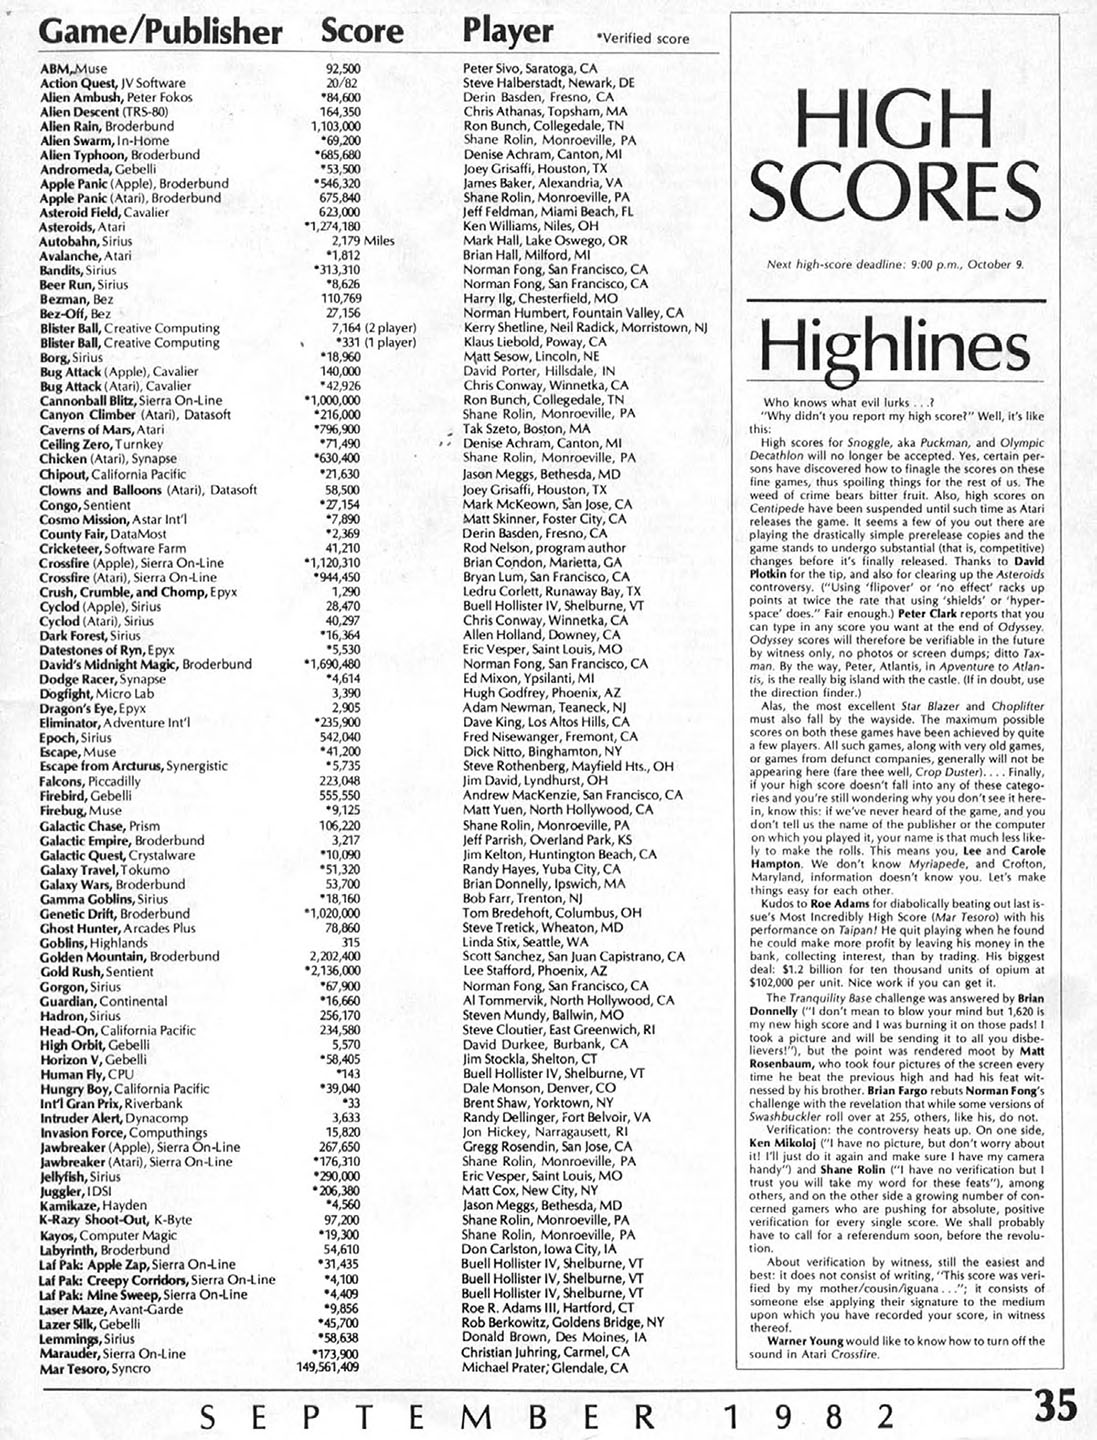 Game/Publisher Score Player *Verified score
ABM, Muse 92,500 Peter Sivo, Saratoga, CA
Action Quest, JV Software 20/82 Steve Halberstadt, Newark, DE
Alien Ambush, Peter Fokos *84,600 Derin Basden, Fresno, CA
Alien Descent (TRS-80) 164,350 Chris Athanas, Topsham, MA
Alien Rain, Broderbund 1,103,000 Ron Bunch, Collegedale, TN
Alien Swarm, In-Home *69,200 Shane Rolin, Monroeville, PA
Alien Typhoon, Broderbund *685,680 Denise Achram, Canton, MI
Andromeda, Gebelli *53,500 Joey Grisaffi, Houston, TX
Apple Panic (Apple), Broderbund *546,320 James Baker, Alexandria, VA
Apple Panic (Atari), Broderbund 675,840 Shane Rolin, Monroeville, PA
Asteroid Field, Cavalier 623,000 Jeff Feldman, Miami Beach, FL
Asteroids, Atari *1,274,180 Ken Williams, Niles, OH
Autobahn, Sirius 2,179 Miles Mark Hall, Lake Oswego, OR
Avalanche, Atari *1,812 Brian Hall, Milford, MI
Bandits, Sirius *313,310 Norman Fong, San Francisco, CA
Beer Run, Sirius *8,626 Norman Fong, San Francisco, CA
Bezman, Bez 110,769 Harry Ilg, Chesterfield, MO
Bez-Off, Bez 27,156 Norman Humbert, Fountain Valley, CA
Blister Ball, Creative Computing 7,164 (2 player) Kerry Shetline, Neil Radick, Morristown, NJ
Blister Ball, Creative Computing *331 (1 player) Klaus Liebold, Poway, CA
Borg, Sirius *18,960 Matt Sesow, Lincoln, NE
Bug Attack (Apple), Cavalier 140,000 David Porter, Hillsdale, IN
Bug Attack (Atari), Cavalier *42,926 Chris Conway, Winnetka, CA
Cannonball Blitz, Sierra On-Line *1,000,000 Ron Bunch, Collegedale, TN
Canyon Climber (Atari), Datasoft *216,000 Shane Rolin, Monroeville, PA
Caverns of Mars, Atari *796,900 Tak Szeto, Boston, MA
Ceiling Zero, Turnkey *71,490 Denise Achram, Canton, MI
Chicken (Atari), Synapse *630,400 Shane Rolin, Monroeville, PA
Chipout, California Pacific *21,630 Jason Meggs, Bethesda, MD
Clowns and Balloons (Atari), Datasoft 58,500 Joey Grisaffi, Houston, TX
Congo, Sentient *27,154 Mark McKeown, San Jose, CA
Cosmo Mission, Astar Int'l *7,890 Matt Skinner, Foster City, CA
County Fair, DataMost *2,369 Derin Basden, Fresno, CA
Cricketeer, Software Farm 41,210 Rod Nelson, program author
Crossfire (Apple), Sierra On-Line *1,120,310 Brian Condon, Marietta, GA
Crossfire (Atari), Sierra On-Line *944,450 Bryan Lum, San Francisco, CA
Crush, Crumble, and Chomp, Epyx 1,290 Ledru Corlett, Runaway Bay, TX
Cyclod (Apple), Sirius 28,470 Buell Hollister IV, Shelburne, VT
Cyclod (Atari), Sirius 40,297 Chris Conway, Winnetka, CA
Dark Forest, Sirius *16,364 Allen Holland, Downey, CA
Datestones of Ryn, Epyx *5,530 Eric Vesper, Saint Louis, MO
David's Midnight Magic, Broderbund *1,690,480 Norman Fong, San Francisco, CA
Dodge Racer, Synapse *4,614 Ed Mixon, Ypsilanti, MI
Dogfight, Micro Lab 3,390 Hugh Godfrey, Phoenix, AZ
Dragon's Eye, Epyx 2,905 Adam Newman, Teaneck, NJ
Eliminator, Adventure Int'l *235,900 Dave King, Los Altos Hills, CA
Epoch, Sirius 542,040 Fred Nisewanger, Fremont, CA
Escape, Muse *41,200 Dick Nitto, Binghamton, NY
Escape from Arcturus, Synergistic *5,735 Steve Rothenberg, Mayfield Hts., OH
Falcons, Piccadilly 223,048 Jim David, Lyndhurst, OH
Firebird, Gebelli 555,550 Andrew MacKenzie, San Francisco, CA
Firebug, Muse *9,125 Matt Yuen, North Hollywood, CA
Galactic Chase, Prism 106,220 Shane Rolin, Monroeville, PA
Galactic Empire, Broderbund 3,217 Jeff Parrish, Overland Park, KS
Galactic Quest, Crystalware *10,090 Jim Kelton, Huntington Beach, CA
Galaxy Travel, Tokumo *51,320 Randy Hayes, Yuba City, CA
Galaxy Wars, Broderbund 53,700 Brian Donnelly, Ipswich, MA
Gamma Goblins, Sirius *18,160 Bob Farr, Trenton, NJ
Genetic Drift, Broderbund *1,020,000 Tom Bredehoft, Columbus, OH
Ghost Hunter, Arcades Plus 78,860 Steve Tretick, Wheaton, MD
Goblins, Highlands 315 Linda Stix, Seattle, WA
Golden Mountain, Broderbund 2,202,400 Scott Sanchez, San Juan Capistrano, CA
Gold Rush, Sentient *2,136,000 Lee Stafford, Phoenix, AZ
Gorgon, Sirius *67,900 Norman Fong, San Francisco, CA
Guardian, Continental *16,660 Al Tommervik, North Hollywood, CA
Hadron, Sirius 256,170 Steven Mundy, Ballwin, MO
Head-On, California Pacific 234,580 Steve Cloutier, East Greenwich, RI
High Orbit, Gebelli 5,570 David Durkee, Burbank, CA
Horizon V, Gebelli *58,405 Jim Stockla, Shelton, CT
Human Fly, CPU *143 Buell Hollister IV, Shelburne, VT
Hungry Boy, California Pacific *39,040 Dale Monson, Denver, CO
Int'l Gran Prix, Riverbank *33 Brent Shaw, Yorktown, NY
Intruder Alert, Dynacomp 3,633 Randy Dellinger, Fort Belvoir, VA
Invasion Force, Computhings 15,820 Jon Hickey, Narragausett, RI
Jawbreaker (Apple), Sierra On-Line 267,650 Gregg Rosendin, San Jose, CA
Jawbreaker (Atari), Sierra On-Line *176,310 Shane Rolin, Monroeville, PA
Jellyfish, Sirius *290,000 Eric Vesper, Saint Louis, MO
Juggler, IDSI *206,380 Matt Cox, New City, NY
Kamikaze, Hayden *4,560 Jason Meggs, Bethesda, MD
K-Razy Shoot-Out, K-Byte 97,200 Shane Rolin, Monroeville, PA
Kayos, Computer Magic *19,300 Shane Rolin, Monroeville, PA
Labyrinth, Broderbund 54,610 Don Carlston, Iowa City, IA
Laf Pak: Apple Zap, Sierra On-Line *31,435 Buell Hollister IV, Shelburne, VT
Laf Pak: Creepy Corridors, Sierra On-Line *4,100 Buell Hollister IV, Shelburne, VT
Laf Pak: Mine Sweep, Sierra On-Line *4,409 Buell Hollister IV, Shelburne, VT
Laser Maze, Avant-Garde *9,856 Roe R. Adams III, Hartford, CT
Lazer Silk, Gebelli *45,700 Rob Berkowitz, Goldens Bridge, NY
Lemmings, Sirius *58,638 Donald Brown, Des Moines, IA
Marauder, Sierra On-Line *173,900 Christian Juhring, Carmel, CA
Mar Tesoro, Syncro 149,561,409 Michael Prater, Glendale, CA
HIGH
SCORES
Next high-score deadline: 9:00 p.m., October 9.
Highlines
Who knows what evil lurks . . .?
"Why didn't you report my high score?" Well, it's like
this:
High scores for Snoggle, aka Puckman, and Olympic
Decathlon will no longer be accepted. Yes, certain per-
sons have discovered how to finagle the scores on these
fine games, thus spoiling things for the rest of us. The
weed of crime bears bitter fruit. Also, high scores on
Centipede have been suspended until such time as Atari
releases the game. It seems a few of you out there are
playing the drastically simple prerelease copies and the
game stands to undergo substantial (that is, competitive)
changes before it's finally released. Thanks to David
Plotkin for the tip, and also for clearing up the Asteroids
controversy. ("Using 'flipover' or 'no effect' racks up
points at twice the rate that using 'shields' or 'hyper-
space' does." Fair enough.) Peter Clark reports that you
can type in any score you want at the end of Odyssey.
Odyssey scores will therefore be verifiable in the future
by witness only, no photos or screen dumps; ditto Tax-
man. By the way, Peter, Atlantis, in Apventure to Atlan-
tis, is the really big island with the castle. (If in doubt, use
the direction finder.)
Alas, the most excellent Star Blazer and Choplifter
must also fall by the wayside. The maximum possible
scores on both these games have been achieved by quite
a few players. All such games, along with very old games,
or games from defunct companies, generally will not be
appearing here (fare thee well, Crop Duster). . . . Finally,
if your high score doesn't fall into any of these catego-
ries and you're still wondering why you don't see it here-
in, know this: if we've never heard of the game, and you
don't tell us the name of the publisher or the computer
on which you played it, your name is that much less like-
ly to make the rolls. This means you, Lee and Carole
Hampton. We don't know Myriapede, and Crofton,
Maryland, information doesn't know you. Let's make
things easy for each other.
Kudos to Roe Adams for diabolically beating out last is-
sue's Most Incredibly High Score (Mar Tesoro) with his
performance on Taipan! He quit playing when he found
he could make more profit by leaving his money in the
bank, collecting interest, than by trading. His biggest
deal: $1.2 billion for ten thousand units of opium at
$102,000 per unit. Nice work if you can get it.
The Tranquility Base challenge was answered by Brian
Donnelly ("I don't mean to blow your mind but 1,620 is
my new high score and I was burning it on those pads! I
took a picture and will be sending it to all you disbe-
lievers!"), but the point was rendered moot by Matt
Rosenbaum, who took four pictures of the screen every
time he beat the previous high and had his feat wit-
nessed by his brother. Brian Fargo rebuts Norman Fong's
challenge with the revelation that while some versions of
Swashbuckler roll over at 255, others, like his, do not.
Verification: the controversy heats up. On one side,
Ken Mikoloj ("I have no picture, but don't worry about
it! I'll just do it again and make sure I have my camera
handy") and Shane Rolin ("I have no verification but I
trust you will take my word for these feats"), among
others, and on the other side a growing number of con-
cerned gamers who are pushing for absolute, positive
verification for every single score. We shall probably
have to call for a referendum soon, before the revolu-
tion.
About verification by witness, still the easiest and
best: it does not consist of writing, "This score was veri-
fied by my mother/cousin/iguana . . ."; it consists of
someone else applying their signature to the medium
upon which you have recorded your score, in witness
thereof.
Warner Young would like to know how to turn off the
sound in Atari Crossfire.
SEPTEMBER 1982 35